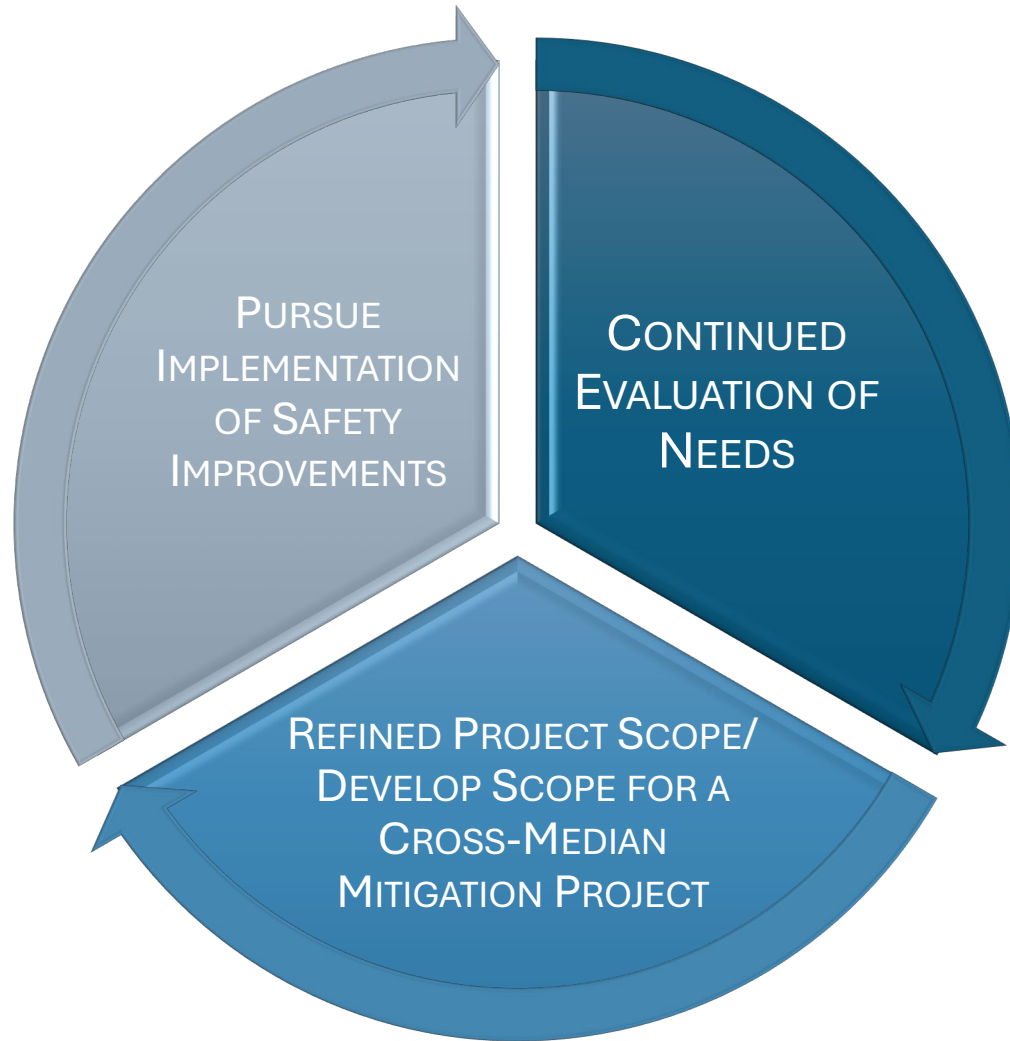 PURSUE
IMPLEMENTATION
OF SAFETY
IMPROVEMENTS
CONTINUED
EVALUATION OF
NEEDS
REFINED PROJECT SCOPE/
DEVELOP SCOPE FOR A
CROSS-MEDIAN
MITIGATION PROJECT